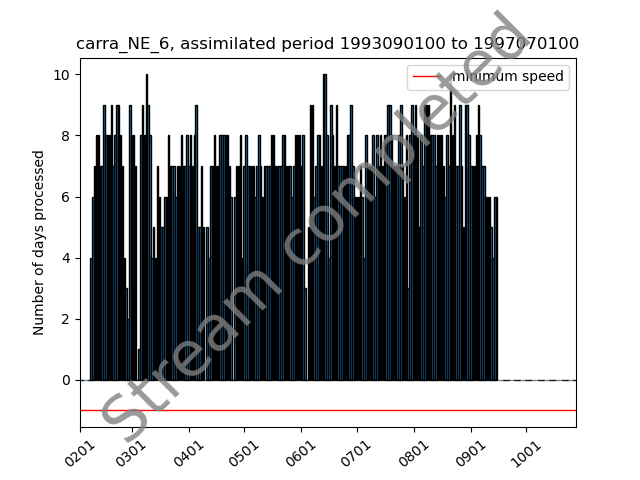 carra_NE_6, assimilated period 1993090100 to 1997070100
minimum speed
Number of days processed
10
8
6
4
2
0
0201 0301 0401 0501 0601 0701 0801 0901 1001
Stream completed